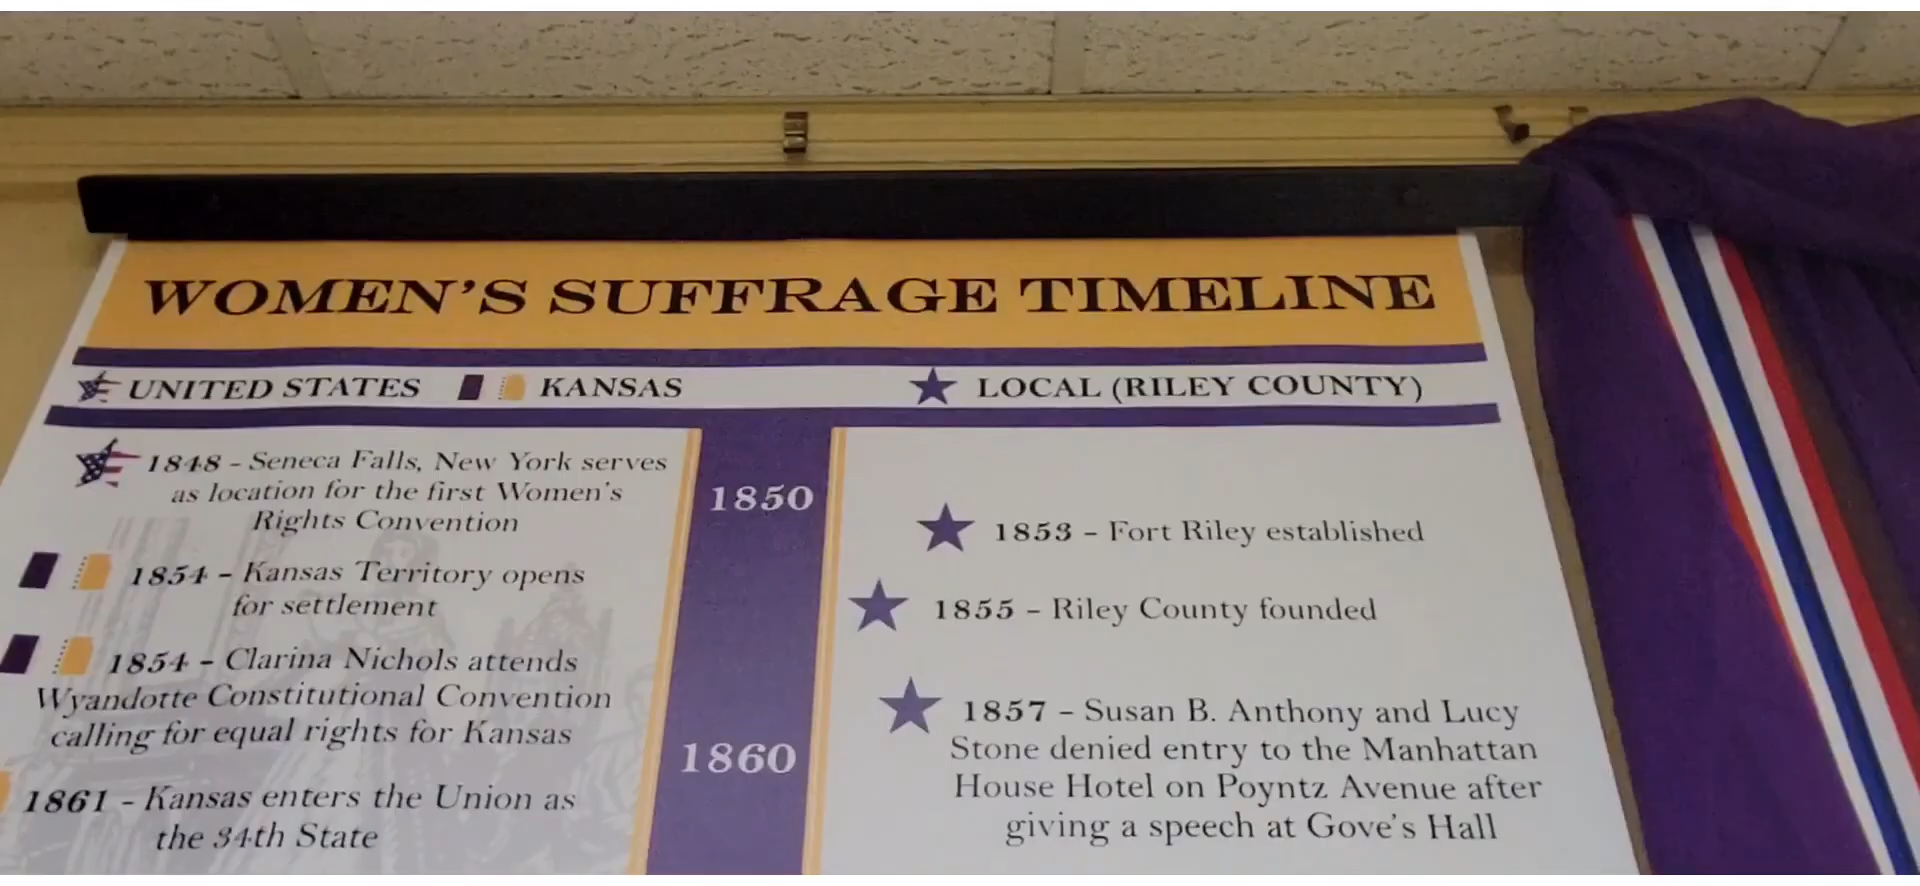 WOMEN'S SUFFRAGE TIMELINE
UNITED STATES KANSAS LOCAL (RILEY COUNTY)
1848 - Seneca Falls, New York serves
as location for the first Women's
Rights Convention
1854 - Kansas Territory opens
for settlement
1854 - Clarina Nichols attends
Wyandotte Constitutional Convention
calling for equal rights for Kansas
1861 - Kansas enters the Union as
the 34th State
1850
1860
1853 - Fort Riley established
1855 - Riley County founded
1857 - Susan B. Anthony and Lucy
Stone denied entry to the Manhattan
House Hotel on Poyntz Avenue after
giving a speech at Gove's Hall